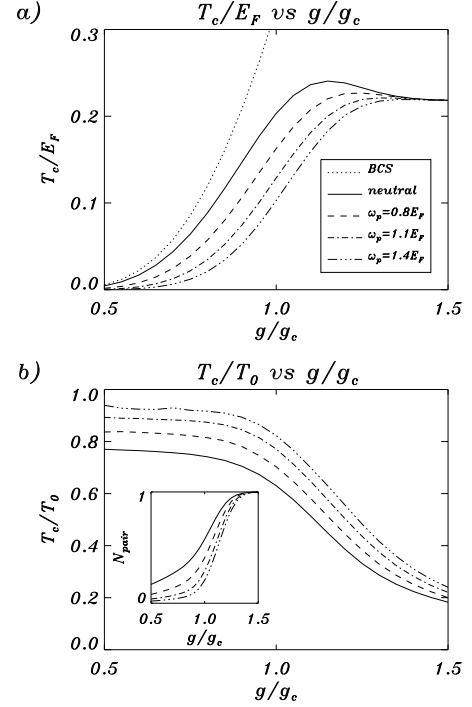 a) T_c/E_F vs g/g_c
0.3
0.2
0.1
0.0
T_c/E_F
BCS
neutral
ω_p=0.8E_F
ω_p=1.1E_F
ω_p=1.4E_F
0.5 1.0 1.5
g/g_c
b) T_c/T_0 vs g/g_c
1.0
0.8
0.6
0.4
0.2
0.0
T_c/T_0
1
0
N_pair
0.5 1.0 1.5
g/g_c
0.5 1.0 1.5
g/g_c